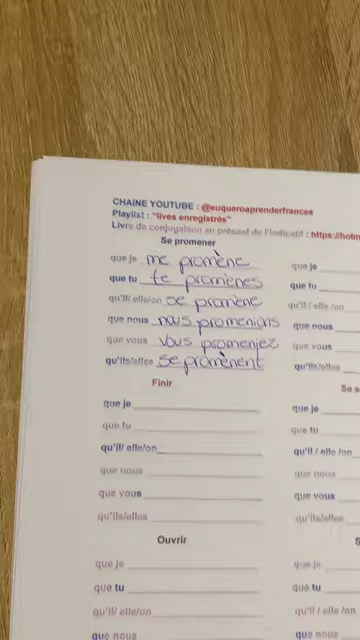 CHAINE YOUTUBE : @euqueroaprenderfrances
Playlist : "lives enregistrés"
Livre de conjugaison au présent de l'indicatif : https://hotm
Se promener
que je me promène
que tu te promènes
qu'il/ elle/on se promène
que nous nous promenions
que vous vous promenjez
qu'ils/elles se promènent
que je
que tu
qu'il / elle /on
que nous
que vous
qu'ils/elles
Finir
que je
que tu
qu'il/ elle/on
que nous
que vous
qu'ils/elles
Se s
que je
que tu
qu'il / elle /on
que nous
que vous
qu'ils/elles
Ouvrir
que je
que tu
qu'il/ elle/on
que nous
S
que je
que tu
qu'il / elle /on
que nous